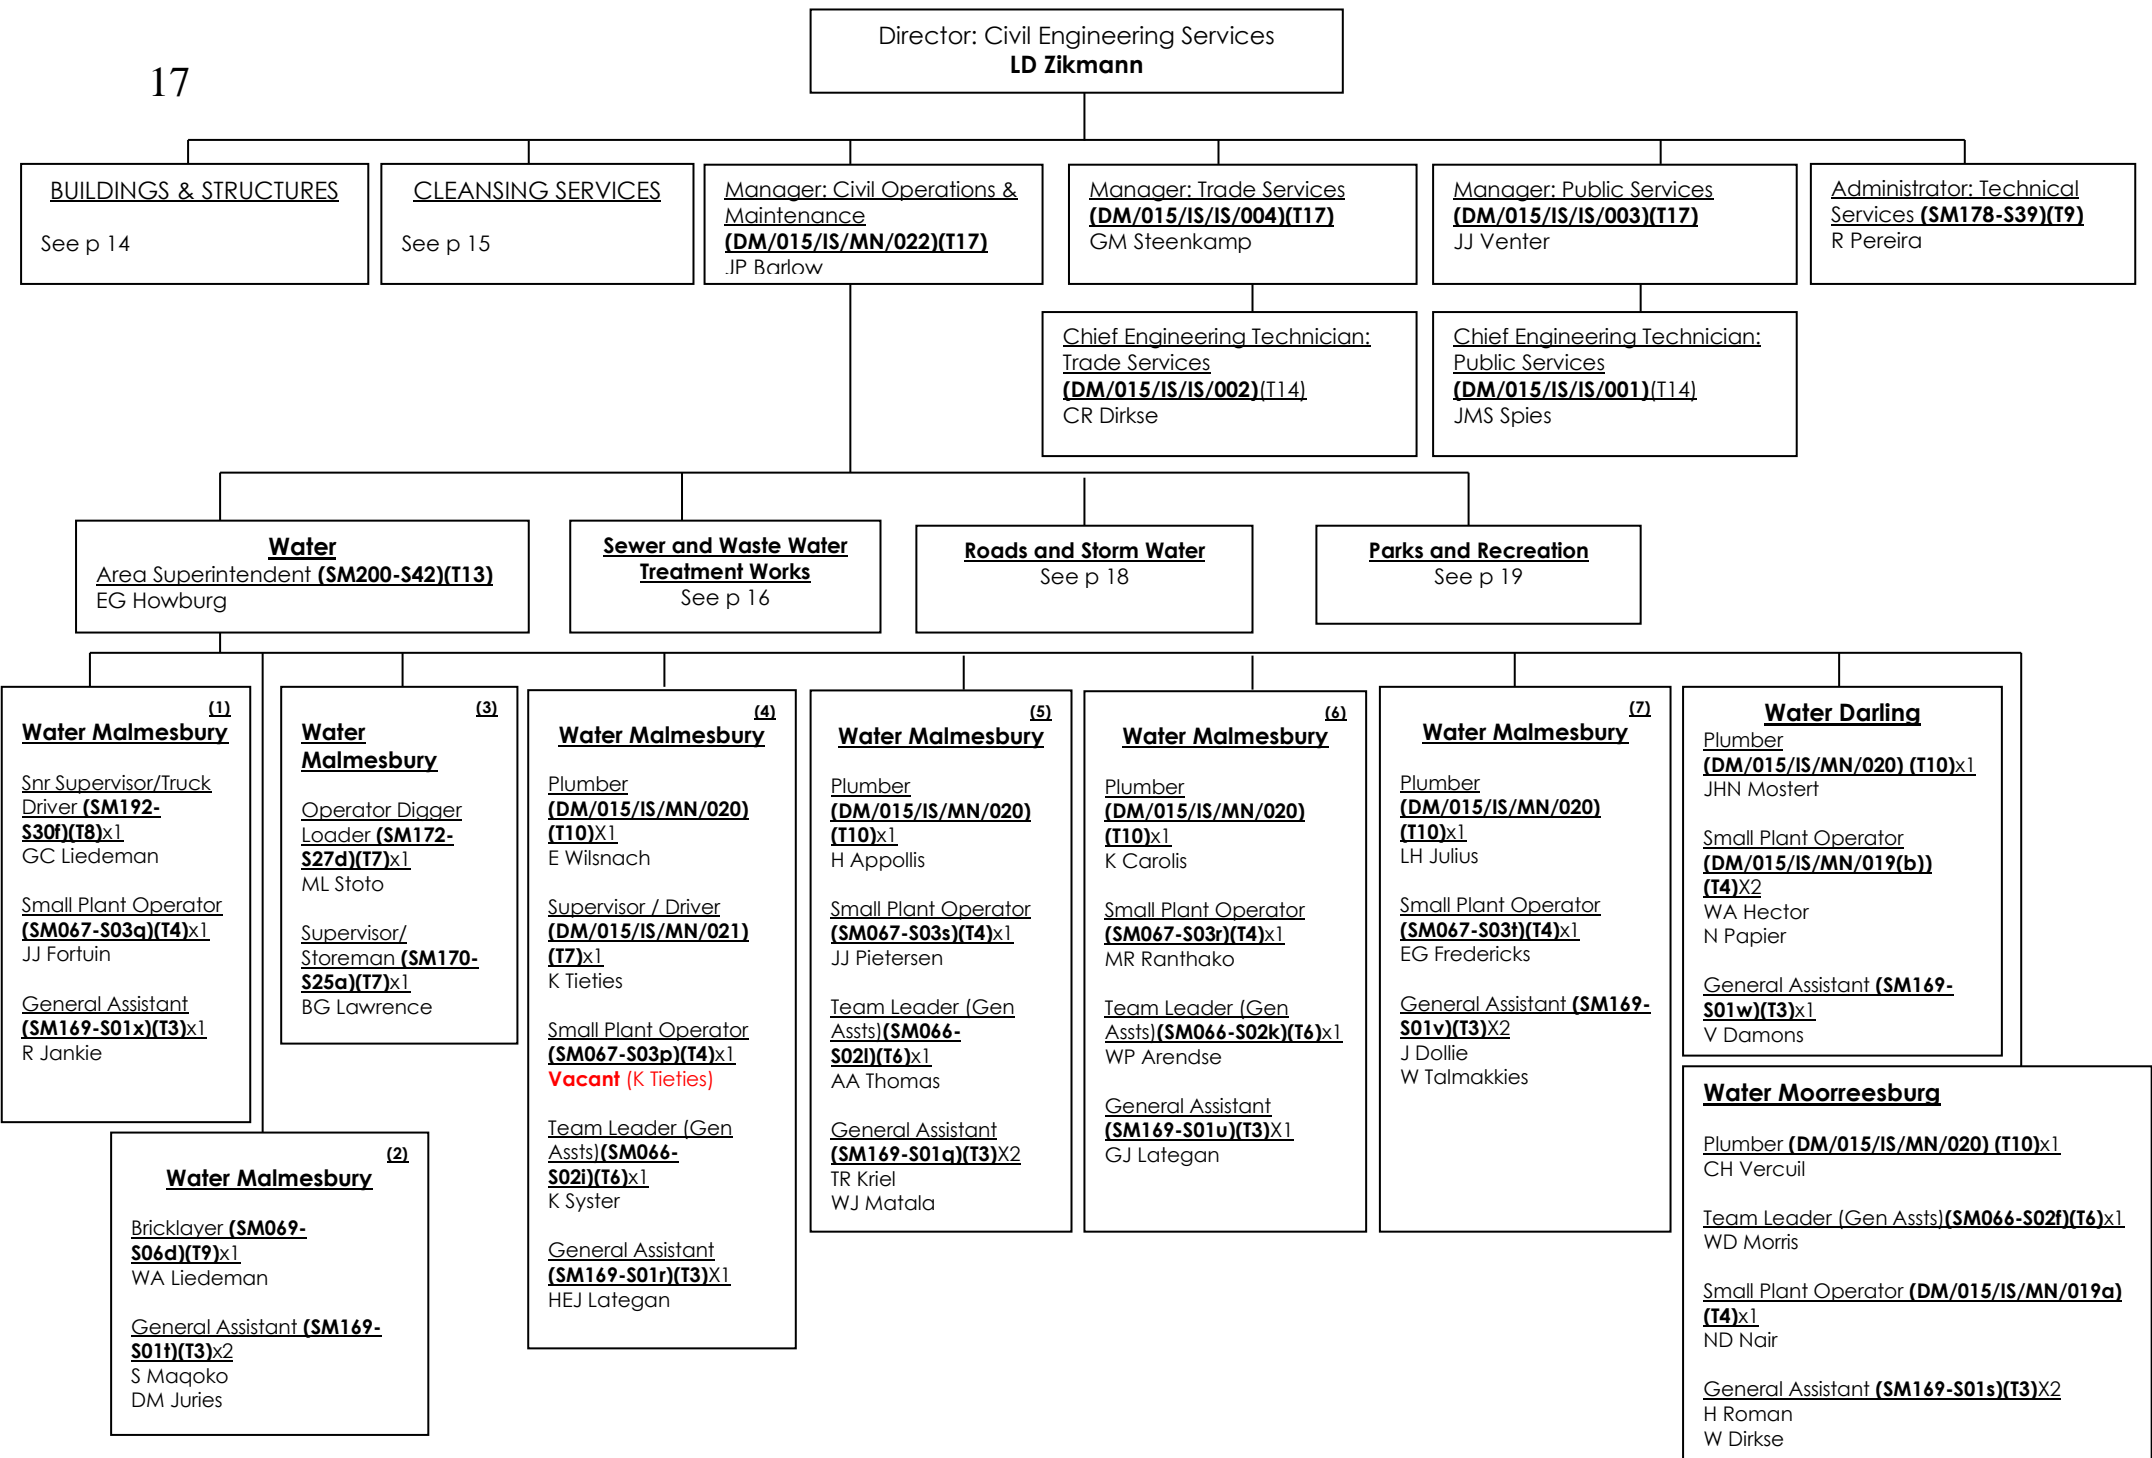 17
Director: Civil Engineering Services
LD Zikmann
BUILDINGS & STRUCTURES
See p 14
CLEANSING SERVICES
See p 15
Manager: Civil Operations &
Maintenance
(DM/015/IS/MN/022)(T17)
JP Barlow
Manager: Trade Services
(DM/015/IS/IS/004)(T17)
GM Steenkamp
Manager: Public Services
(DM/015/IS/IS/003)(T17)
JJ Venter
Administrator: Technical
Services (SM178-S39)(T9)
R Pereira
Chief Engineering Technician:
Trade Services
(DM/015/IS/IS/002)(T14)
CR Dirkse
Chief Engineering Technician:
Public Services
(DM/015/IS/IS/001)(T14)
JMS Spies
Water
Area Superintendent (SM200-S42)(T13)
EG Howburg
Sewer and Waste Water
Treatment Works
See p 16
Roads and Storm Water
See p 18
Parks and Recreation
See p 19
(1)
Water Malmesbury
Snr Supervisor/Truck
Driver (SM192-
S30f)(T8)x1
GC Liedeman
Small Plant Operator
(SM067-S03q)(T4)x1
JJ Fortuin
General Assistant
(SM169-S01x)(T3)x1
R Jankie
(2)
Water Malmesbury
Bricklayer (SM069-
S06d)(T9)x1
WA Liedeman
General Assistant (SM169-
S01t)(T3)x2
S Maqoko
DM Juries
(3)
Water
Malmesbury
Operator Digger
Loader (SM172-
S27d)(T7)x1
ML Stoto
Supervisor/
Storeman (SM170-
S25a)(T7)x1
BG Lawrence
(4)
Water Malmesbury
Plumber
(DM/015/IS/MN/020)
(T10)X1
E Wilsnach
Supervisor / Driver
(DM/015/IS/MN/021)
(T7)x1
K Tieties
Small Plant Operator
(SM067-S03p)(T4)x1
Vacant (K Tieties)
Team Leader (Gen
Assts)(SM066-
S02i)(T6)x1
K Syster
General Assistant
(SM169-S01r)(T3)X1
HEJ Lategan
(5)
Water Malmesbury
Plumber
(DM/015/IS/MN/020)
(T10)x1
H Appollis
Small Plant Operator
(SM067-S03s)(T4)x1
JJ Pietersen
Team Leader (Gen
Assts)(SM066-
S02l)(T6)x1
AA Thomas
General Assistant
(SM169-S01q)(T3)X2
TR Kriel
WJ Matala
(6)
Water Malmesbury
Plumber
(DM/015/IS/MN/020)
(T10)x1
K Carolis
Small Plant Operator
(SM067-S03r)(T4)x1
MR Ranthako
Team Leader (Gen
Assts)(SM066-S02k)(T6)x1
WP Arendse
General Assistant
(SM169-S01u)(T3)X1
GJ Lategan
(7)
Water Malmesbury
Plumber
(DM/015/IS/MN/020)
(T10)x1
LH Julius
Small Plant Operator
(SM067-S03t)(T4)x1
EG Fredericks
General Assistant (SM169-
S01v)(T3)X2
J Dollie
W Talmakkies
Water Darling
Plumber
(DM/015/IS/MN/020) (T10)x1
JHN Mostert
Small Plant Operator
(DM/015/IS/MN/019(b))
(T4)X2
WA Hector
N Papier
General Assistant (SM169-
S01w)(T3)x1
V Damons
Water Moorreesburg
Plumber (DM/015/IS/MN/020) (T10)x1
CH Vercuil
Team Leader (Gen Assts)(SM066-S02f)(T6)x1
WD Morris
Small Plant Operator (DM/015/IS/MN/019a)
(T4)x1
ND Nair
General Assistant (SM169-S01s)(T3)X2
H Roman
W Dirkse